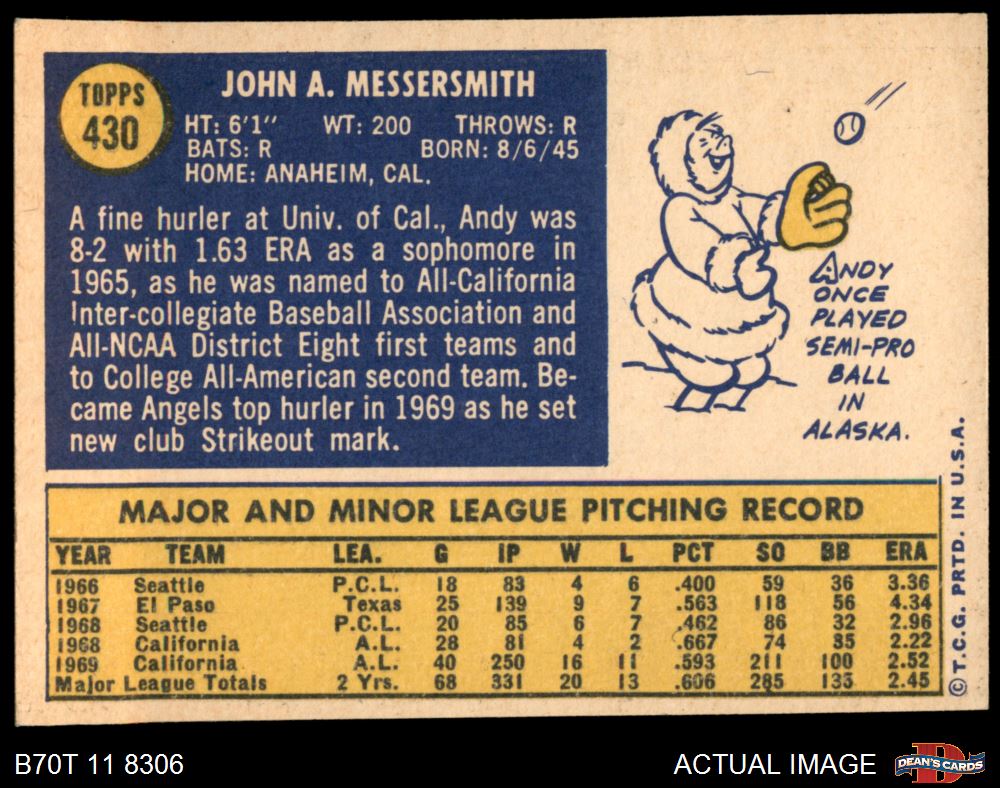 TOPPS
430
JOHN A. MESSERSMITH
HT: 6'1" WT: 200 THROWS: R
BATS: R BORN: 8/6/45
HOME: ANAHEIM, CAL.
A fine hurler at Univ. of Cal., Andy was
8-2 with 1.63 ERA as a sophomore in
1965, as he was named to All-California
Inter-collegiate Baseball Association and
All-NCAA District Eight first teams and
to College All-American second team. Be-
came Angels top hurler in 1969 as he set
new club Strikeout mark.
ANDY
ONCE
PLAYED
SEMI-PRO
BALL
IN
ALASKA.
MAJOR AND MINOR LEAGUE PITCHING RECORD
YEAR TEAM LEA. G IP W L PCT SO BB ERA
1966 Seattle P.C.L. 18 83 4 6 .400 59 36 3.36
1967 El Paso Texas 25 139 9 7 .563 118 56 4.34
1968 Seattle P.C.L. 20 85 6 7 .462 86 32 2.96
1968 California A.L. 28 81 4 2 .667 74 35 2.22
1969 California A.L. 40 250 16 11 .593 211 100 2.52
Major League Totals 2 Yrs. 68 331 20 13 .606 285 135 2.45
© T.C.G. PRTD. IN U.S.A.
B70T 11 8306
ACTUAL IMAGE
DEAN'S CARDS